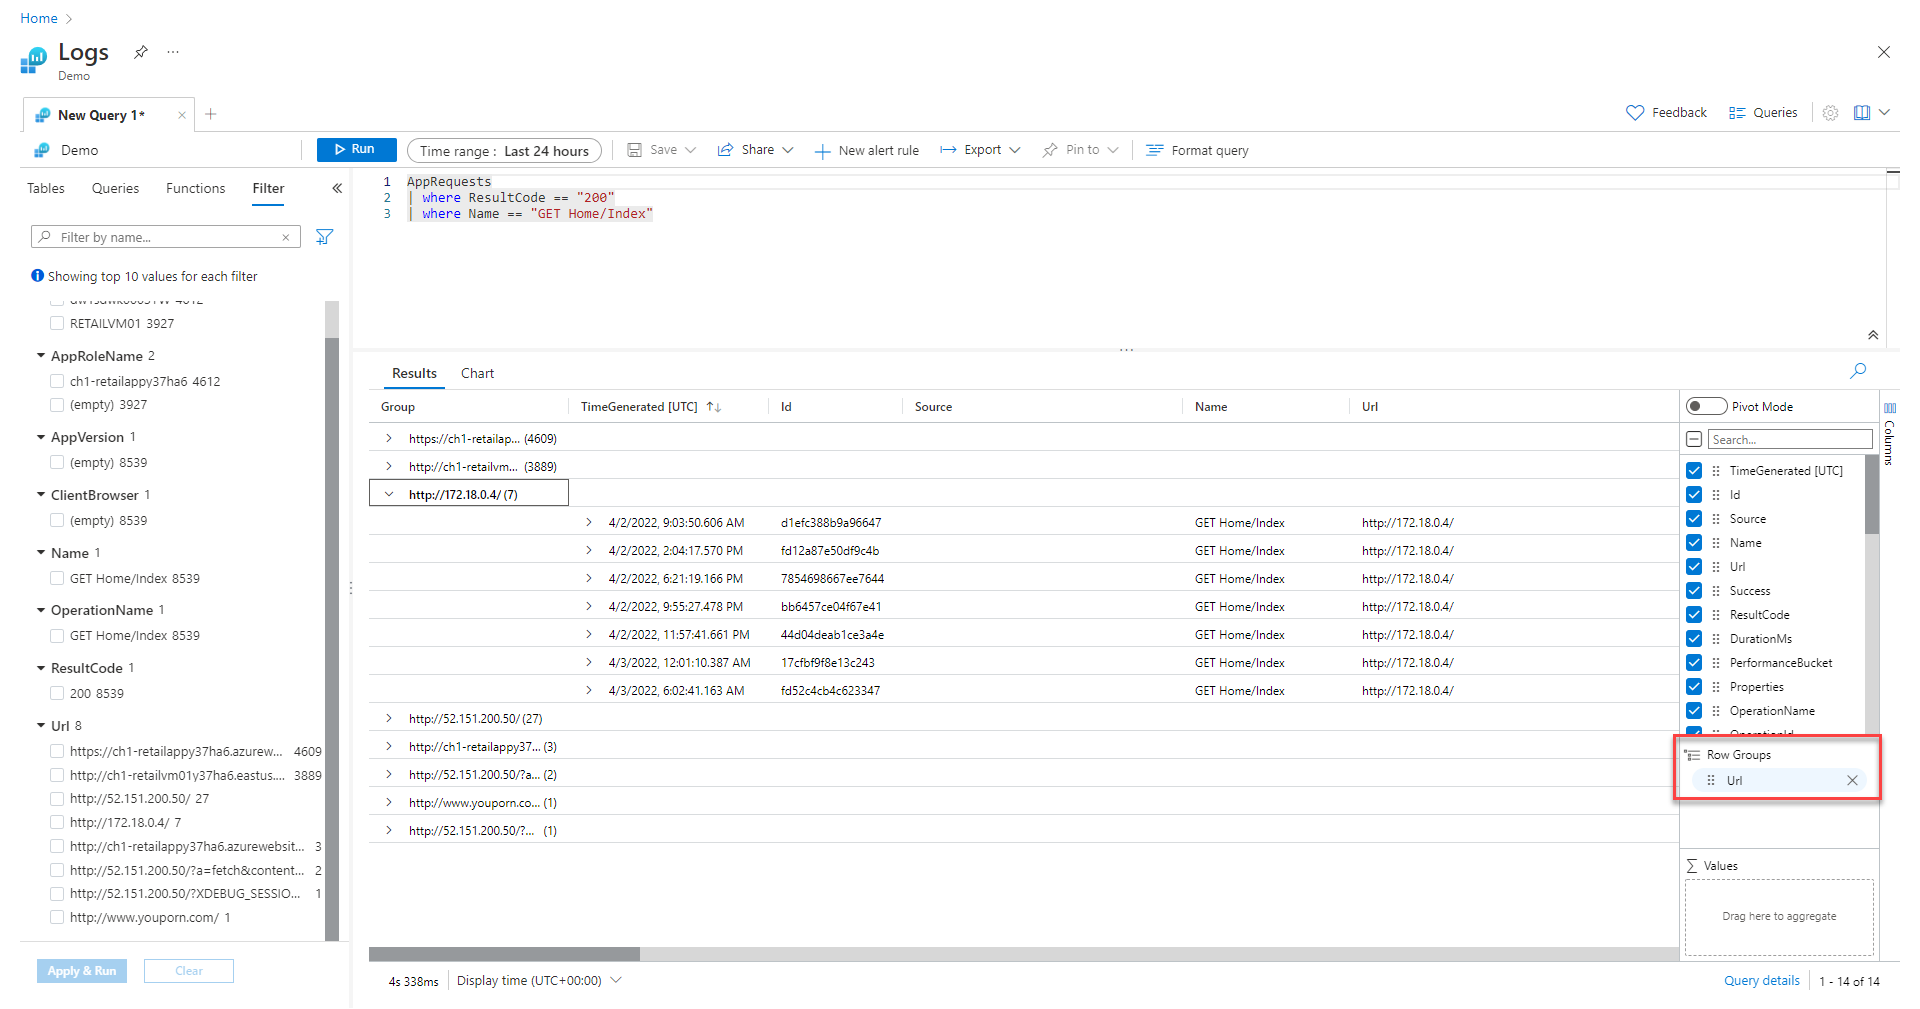 Home
Logs
Demo
New Query 1*
Feedback
Queries
Demo
Run
Time range : Last 24 hours
Save
Share
New alert rule
Export
Pin to
Format query
Tables
Queries
Functions
Filter
1 AppRequests
2 | where ResultCode == "200"
3 | where Name == "GET Home/Index"
Filter by name...
Showing top 10 values for each filter
RETAILVM01 3927
AppRoleName 2
ch1-retailappy37ha6 4612
(empty) 3927
AppVersion 1
(empty) 8539
ClientBrowser 1
(empty) 8539
Name 1
GET Home/Index 8539
OperationName 1
GET Home/Index 8539
ResultCode 1
200 8539
Url 8
https://ch1-retailappy37ha6.azurew... 4609
http://ch1-retailvm01y37ha6.eastus.... 3889
http://52.151.200.50/ 27
http://172.18.0.4/ 7
http://ch1-retailappy37ha6.azurewebsit... 3
http://52.151.200.50/?a=fetch&content... 2
http://52.151.200.50/?XDEBUG_SESSIO... 1
http://www.youporn.com/ 1
Apply & Run
Clear
Results
Chart
Group
TimeGenerated [UTC]
Id
Source
Name
Url
https://ch1-retailap... (4609)
http://ch1-retailvm... (3889)
http://172.18.0.4/ (7)
4/2/2022, 9:03:50.606 AM d1efc388b9a96647 GET Home/Index http://172.18.0.4/
4/2/2022, 2:04:17.570 PM fd12a87e50df9c4b GET Home/Index http://172.18.0.4/
4/2/2022, 6:21:19.166 PM 7854698667ee7644 GET Home/Index http://172.18.0.4/
4/2/2022, 9:55:27.478 PM bb6457ce04f67e41 GET Home/Index http://172.18.0.4/
4/2/2022, 11:57:41.661 PM 44d04deab1ce3a4e GET Home/Index http://172.18.0.4/
4/3/2022, 12:01:10.387 AM 17cfbf9f8e13c243 GET Home/Index http://172.18.0.4/
4/3/2022, 6:02:41.163 AM fd52c4cb4c623347 GET Home/Index http://172.18.0.4/
http://52.151.200.50/ (27)
http://ch1-retailappy37... (3)
http://52.151.200.50/?a... (2)
http://www.youporn.co... (1)
http://52.151.200.50/?... (1)
Pivot Mode
Columns
Search...
TimeGenerated [UTC]
Id
Source
Name
Url
Success
ResultCode
DurationMs
PerformanceBucket
Properties
OperationName
OperationId
Row Groups
Url
Values
Drag here to aggregate
4s 338ms
Display time (UTC+00:00)
Query details
1 - 14 of 14